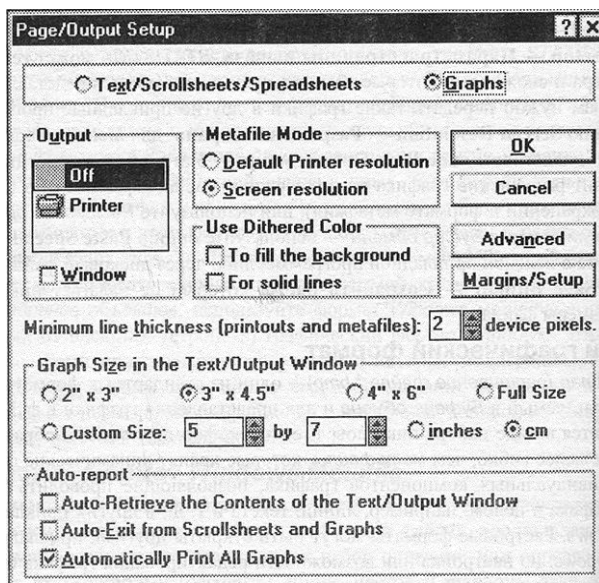 Page/Output Setup ? x
Text/Scrollsheets/Spreadsheets Graphs
Output
Off
Printer
Window
Metafile Mode
Default Printer resolution
Screen resolution
Use Dithered Color
To fill the background
For solid lines
OK
Cancel
Advanced
Margins/Setup
Minimum line thickness (printouts and metafiles): 2 device pixels.
Graph Size in the Text/Output Window
2" x 3" 3" x 4.5" 4" x 6" Full Size
Custom Size: 5 by 7 inches cm
Auto-report
Auto-Retrieve the Contents of the Text/Output Window
Auto-Exit from Scrollsheets and Graphs
Automatically Print All Graphs